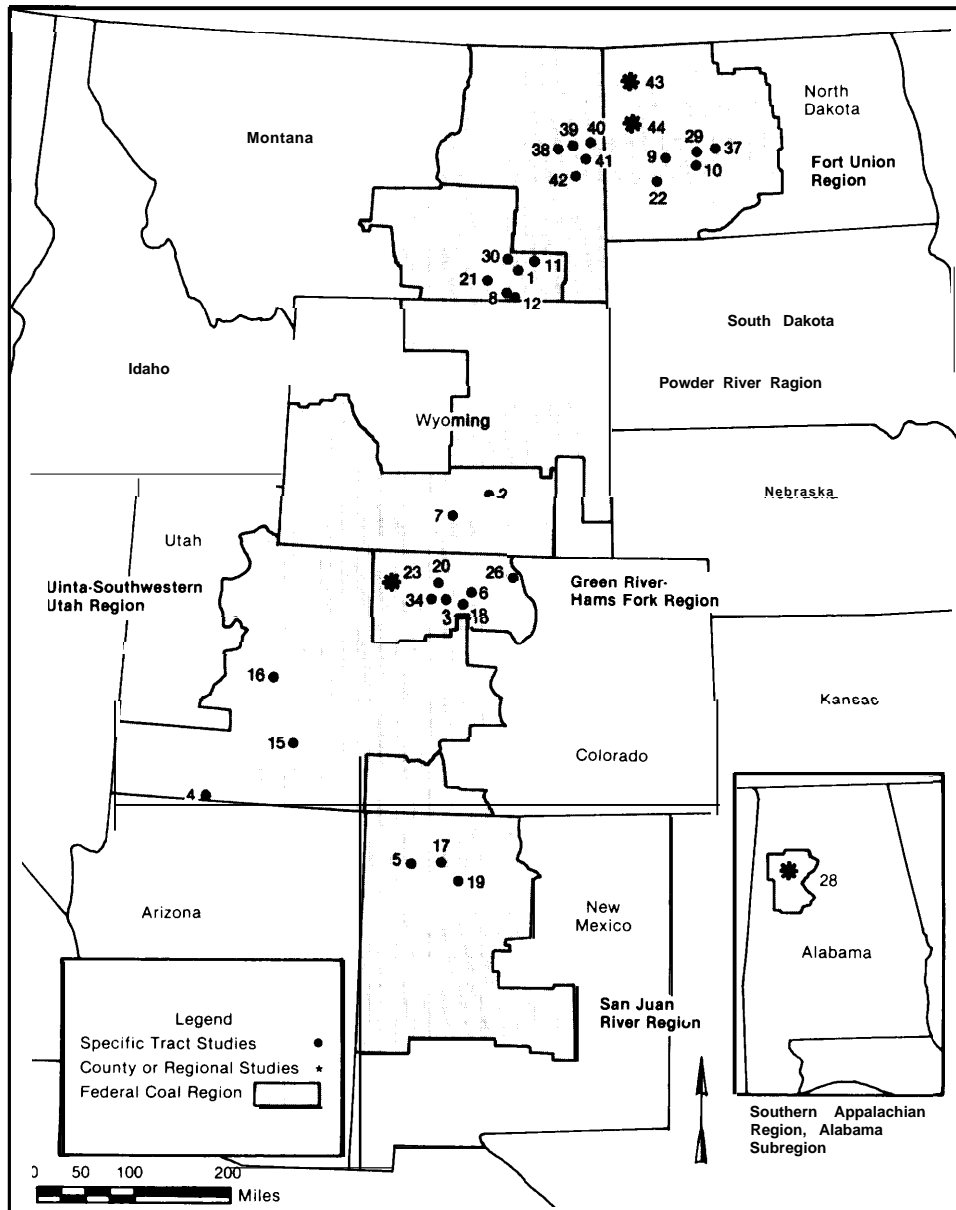 43
North
Dakota
Montana
39
40
44
29
38
41
9
37
Fort Union
Region
10
42
22
30
11
21
1
8
12
South Dakota
Idaho
Powder River Ragion
Wyoming
Nebraska
7
Utah
20
26
Uinta-Southwestern
Utah Region
23
Green River-
Hams Fork Region
6
34
3
18
16
Kansac
15
Colorado
4
17
5
28
19
Arizona
New
Mexico
Alabama
San Juan
River Region
Legend
Specific Tract Studies
County or Regional Studies *
Federal Coal Region
Southern Appalachian
Region, Alabama
Subregion
0 50 100 200
Miles